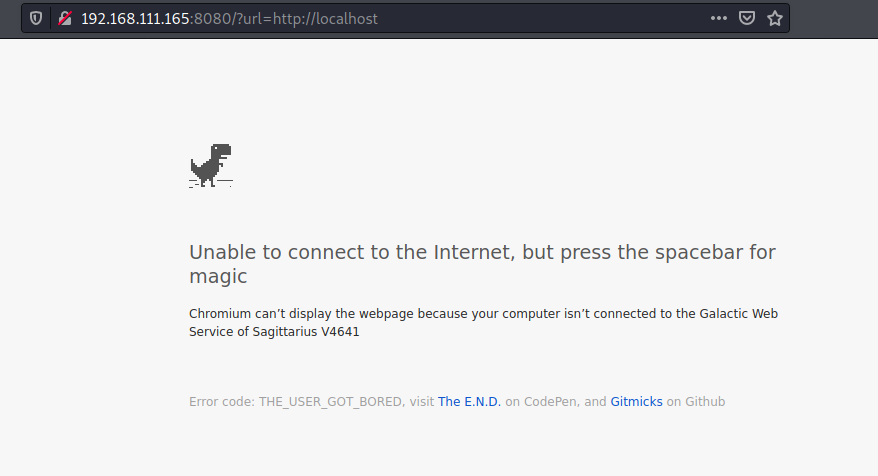 192.168.111.165:8080/?url=http://localhost
Unable to connect to the Internet, but press the spacebar for
magic
Chromium can’t display the webpage because your computer isn’t connected to the Galactic Web
Service of Sagittarius V4641
Error code: THE_USER_GOT_BORED, visit The E.N.D. on CodePen, and Gitmicks on Github